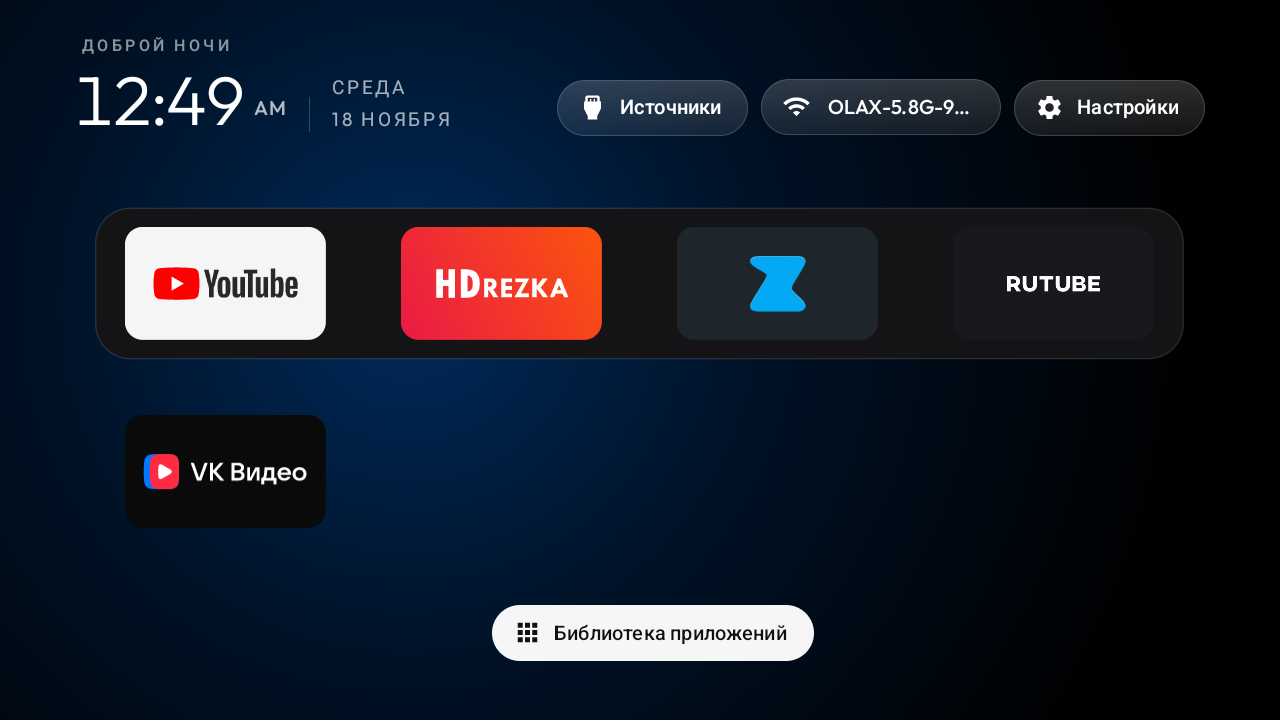 ДОБРОЙ НОЧИ
12:49 AM
СРЕДА
18 НОЯБРЯ
Источники
OLAX-5.8G-9...
Настройки
YouTube
HDREZKA
RUTUBE
VK Видео
Библиотека приложений